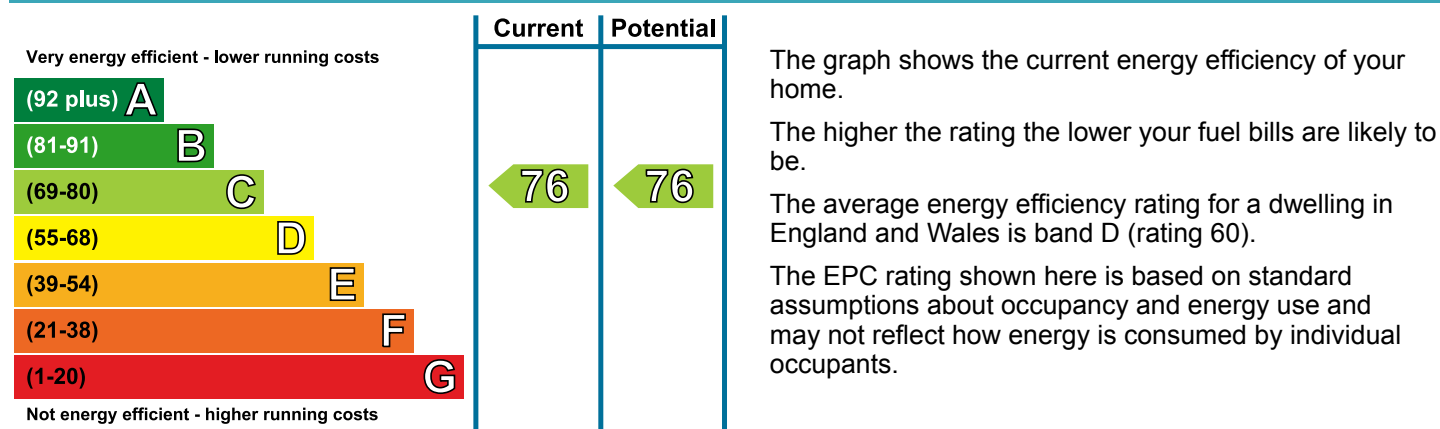 Current Potential
Very energy efficient - lower running costs
(92 plus) A
(81-91) B
(69-80) C
76 76
(55-68) D
(39-54) E
(21-38) F
(1-20) G
Not energy efficient - higher running costs
The graph shows the current energy efficiency of your
home.
The higher the rating the lower your fuel bills are likely to
be.
The average energy efficiency rating for a dwelling in
England and Wales is band D (rating 60).
The EPC rating shown here is based on standard
assumptions about occupancy and energy use and
may not reflect how energy is consumed by individual
occupants.